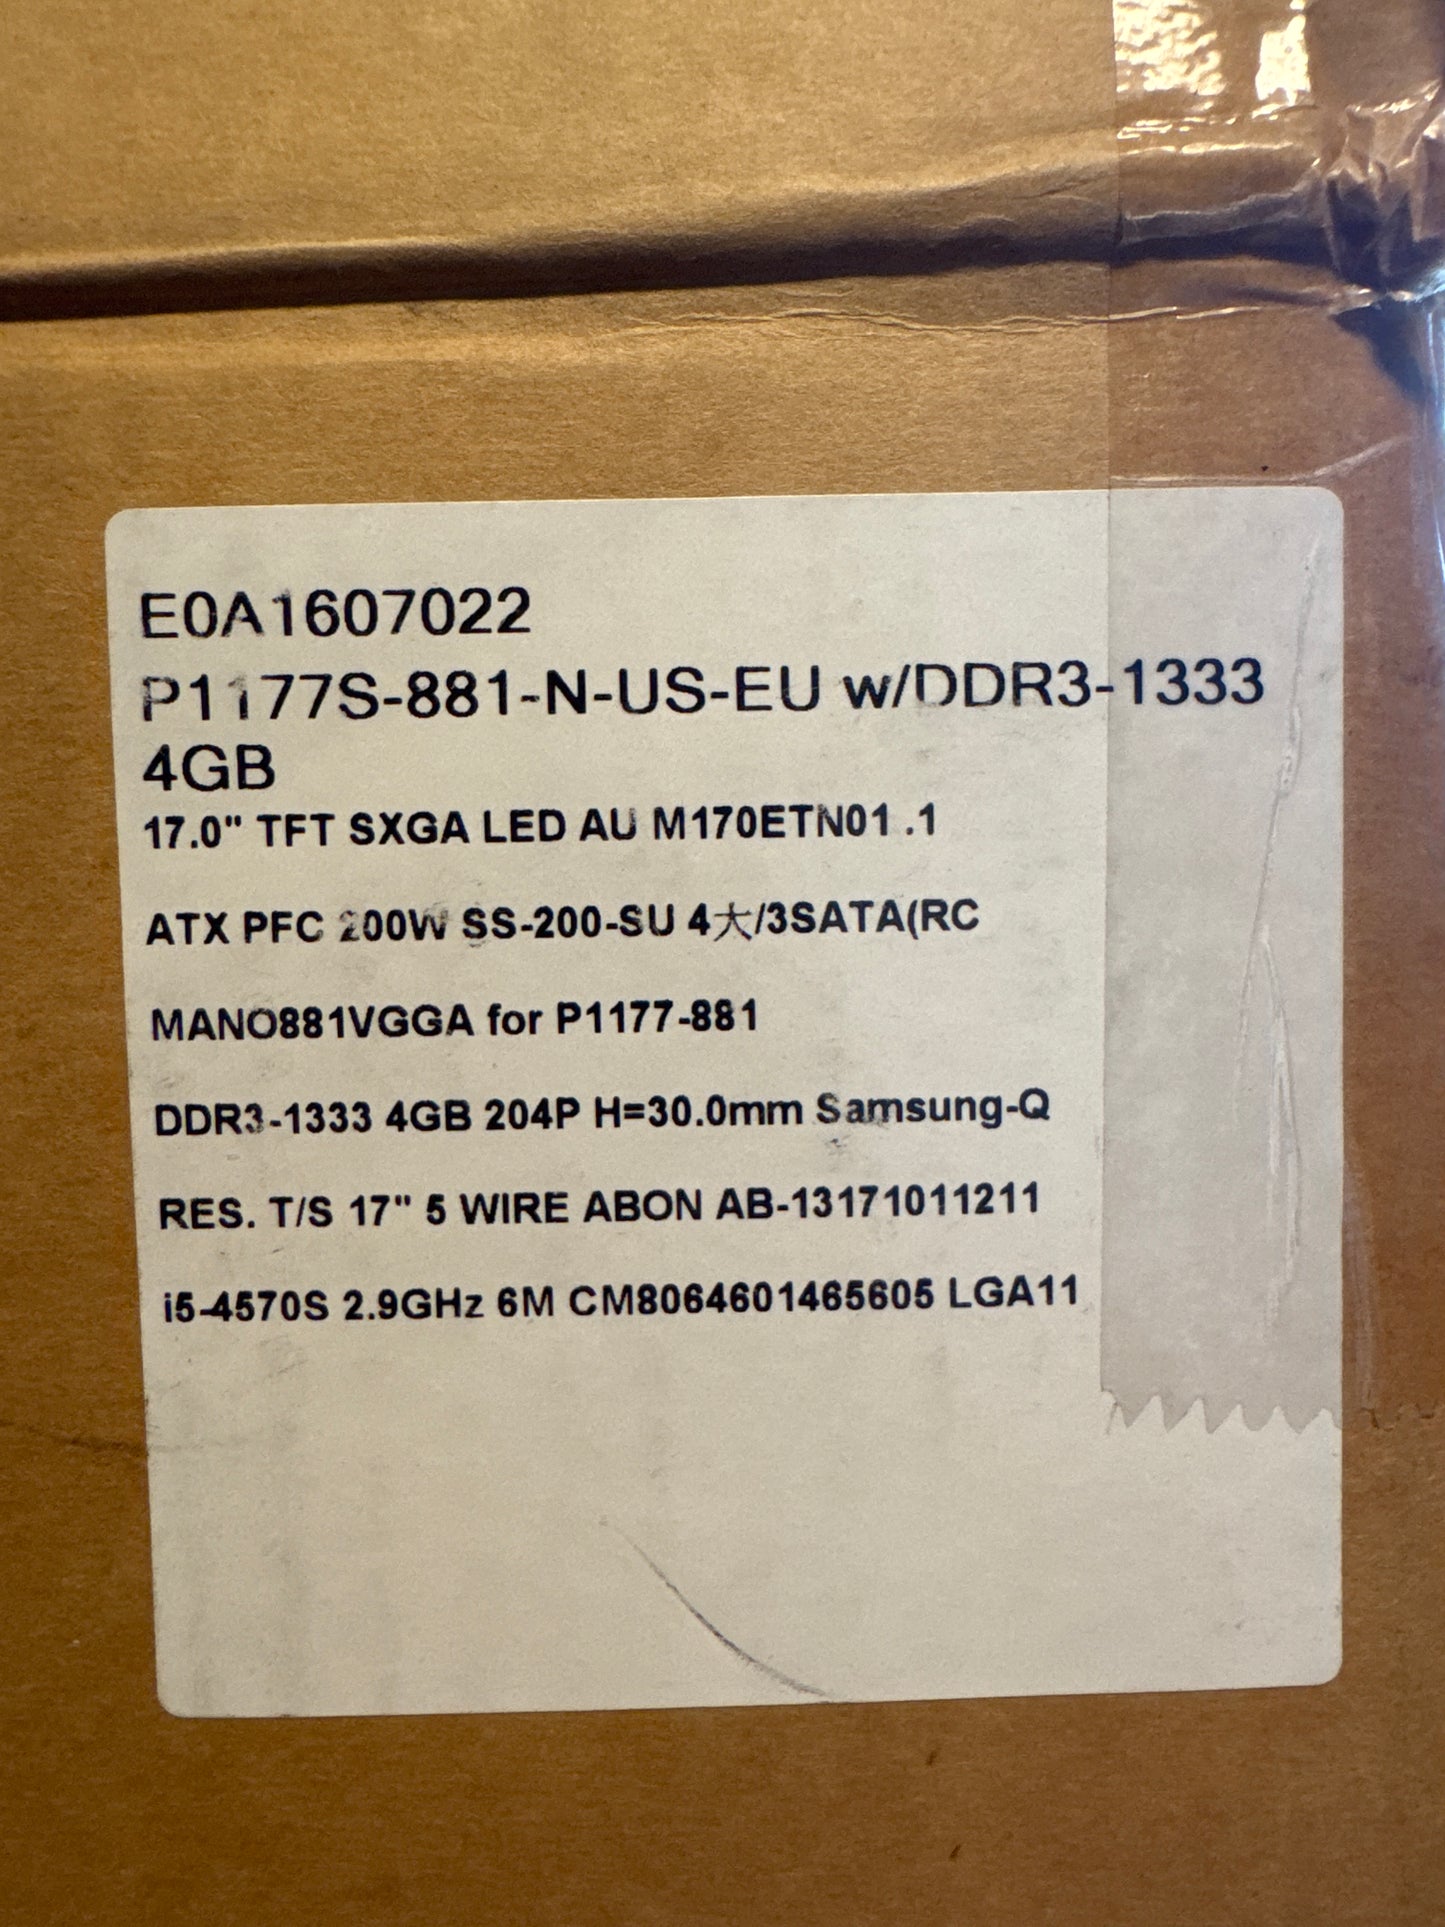 E0A1607022
P1177S-881-N-US-EU w/DDR3-1333
4GB
17.0" TFT SXGA LED AU M170ETN01 .1
ATX PFC 200W SS-200-SU 4大/3SATA(RC
MANO881VGGA for P1177-881
DDR3-1333 4GB 204P H=30.0mm Samsung-Q
RES. T/S 17" 5 WIRE ABON AB-13171011211
i5-4570S 2.9GHz 6M CM8064601465605 LGA11